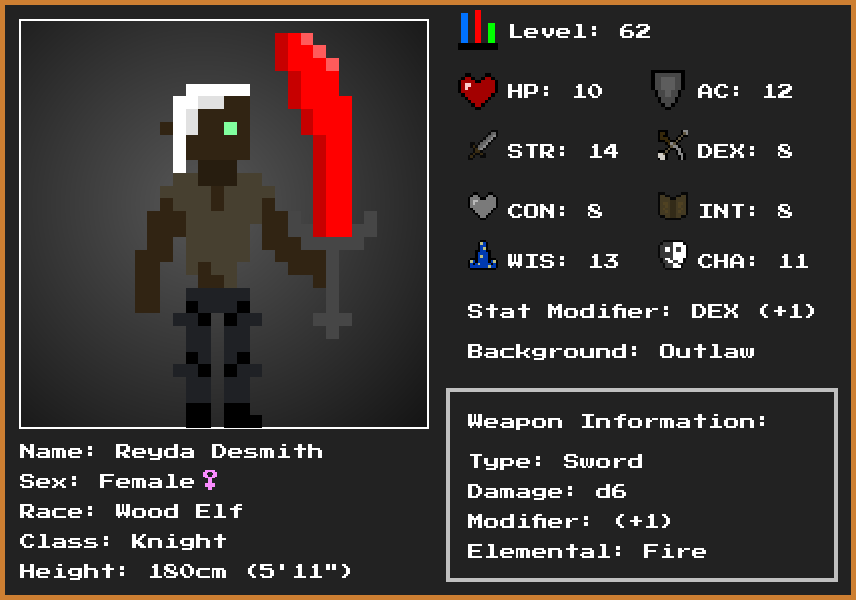 Level: 62
HP: 10
AC: 12
STR: 14
DEX: 8
CON: 8
INT: 8
WIS: 13
CHA: 11
Stat Modifier: DEX (+1)
Background: Outlaw
Weapon Information:
Type: Sword
Damage: d6
Modifier: (+1)
Elemental: Fire
Name: Reyda Desmith
Sex: Female♀
Race: Wood Elf
Class: Knight
Height: 180cm (5'11")